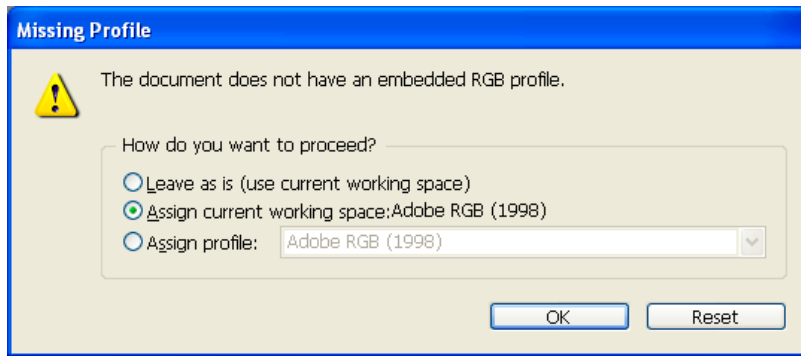 Missing Profile
The document does not have an embedded RGB profile.
How do you want to proceed?
Leave as is (use current working space)
Assign current working space:Adobe RGB (1998)
Assign profile: Adobe RGB (1998)
OK Reset